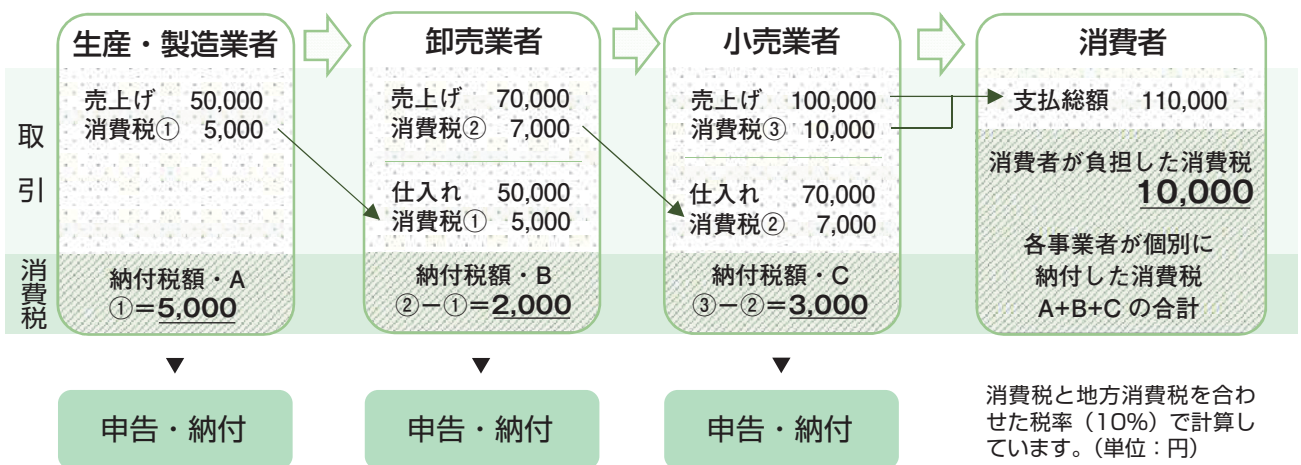 生産・製造業者
売上げ 50,000
消費税① 5,000
納付税額・A
①＝5,000
申告・納付
卸売業者
売上げ 70,000
消費税② 7,000
仕入れ 50,000
消費税① 5,000
納付税額・B
②−①＝2,000
申告・納付
小売業者
売上げ 100,000
消費税③ 10,000
仕入れ 70,000
消費税② 7,000
納付税額・C
③−②＝3,000
申告・納付
消費者
支払総額 110,000
消費者が負担した消費税
10,000
各事業者が個別に
納付した消費税
A+B+C の合計
取引
消費税
消費税と地方消費税を合わ
せた税率（10%）で計算し
ています。（単位：円）